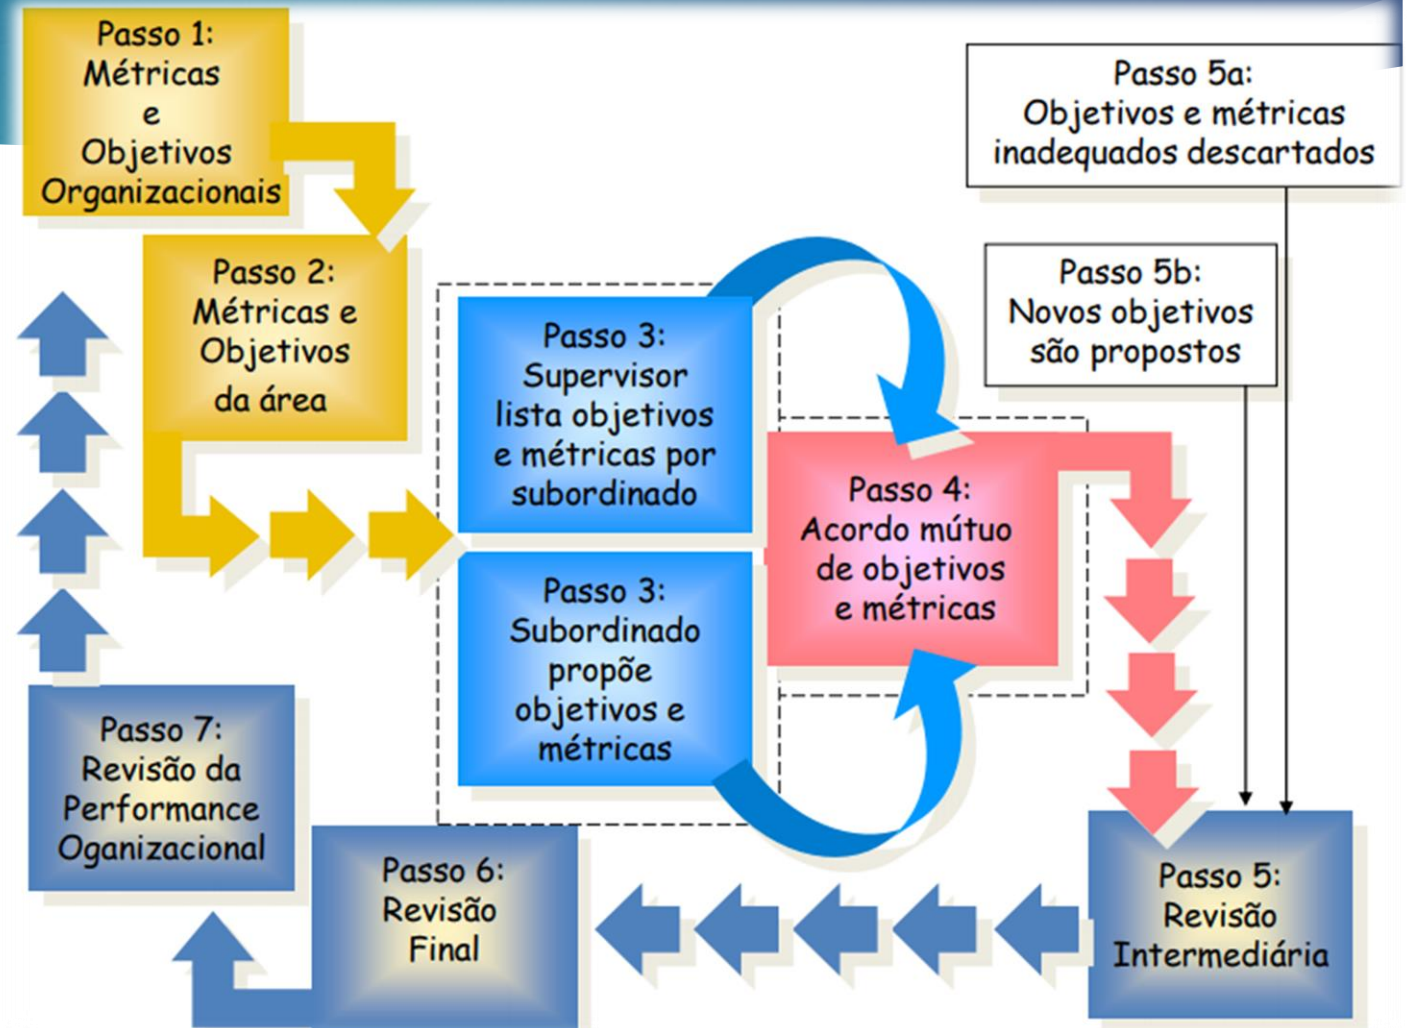 Passo 1:
Métricas
e
Objetivos
Organizacionais
Passo 2:
Métricas e
Objetivos
da área
Passo 3:
Supervisor
lista objetivos
e métricas por
subordinado
Passo 3:
Subordinado
propõe
objetivos e
métricas
Passo 4:
Acordo mútuo
de objetivos
e métricas
Passo 5a:
Objetivos e métricas
inadequados descartados
Passo 5b:
Novos objetivos
são propostos
Passo 5:
Revisão
Intermediária
Passo 6:
Revisão
Final
Passo 7:
Revisão da
Performance
Oganizacional